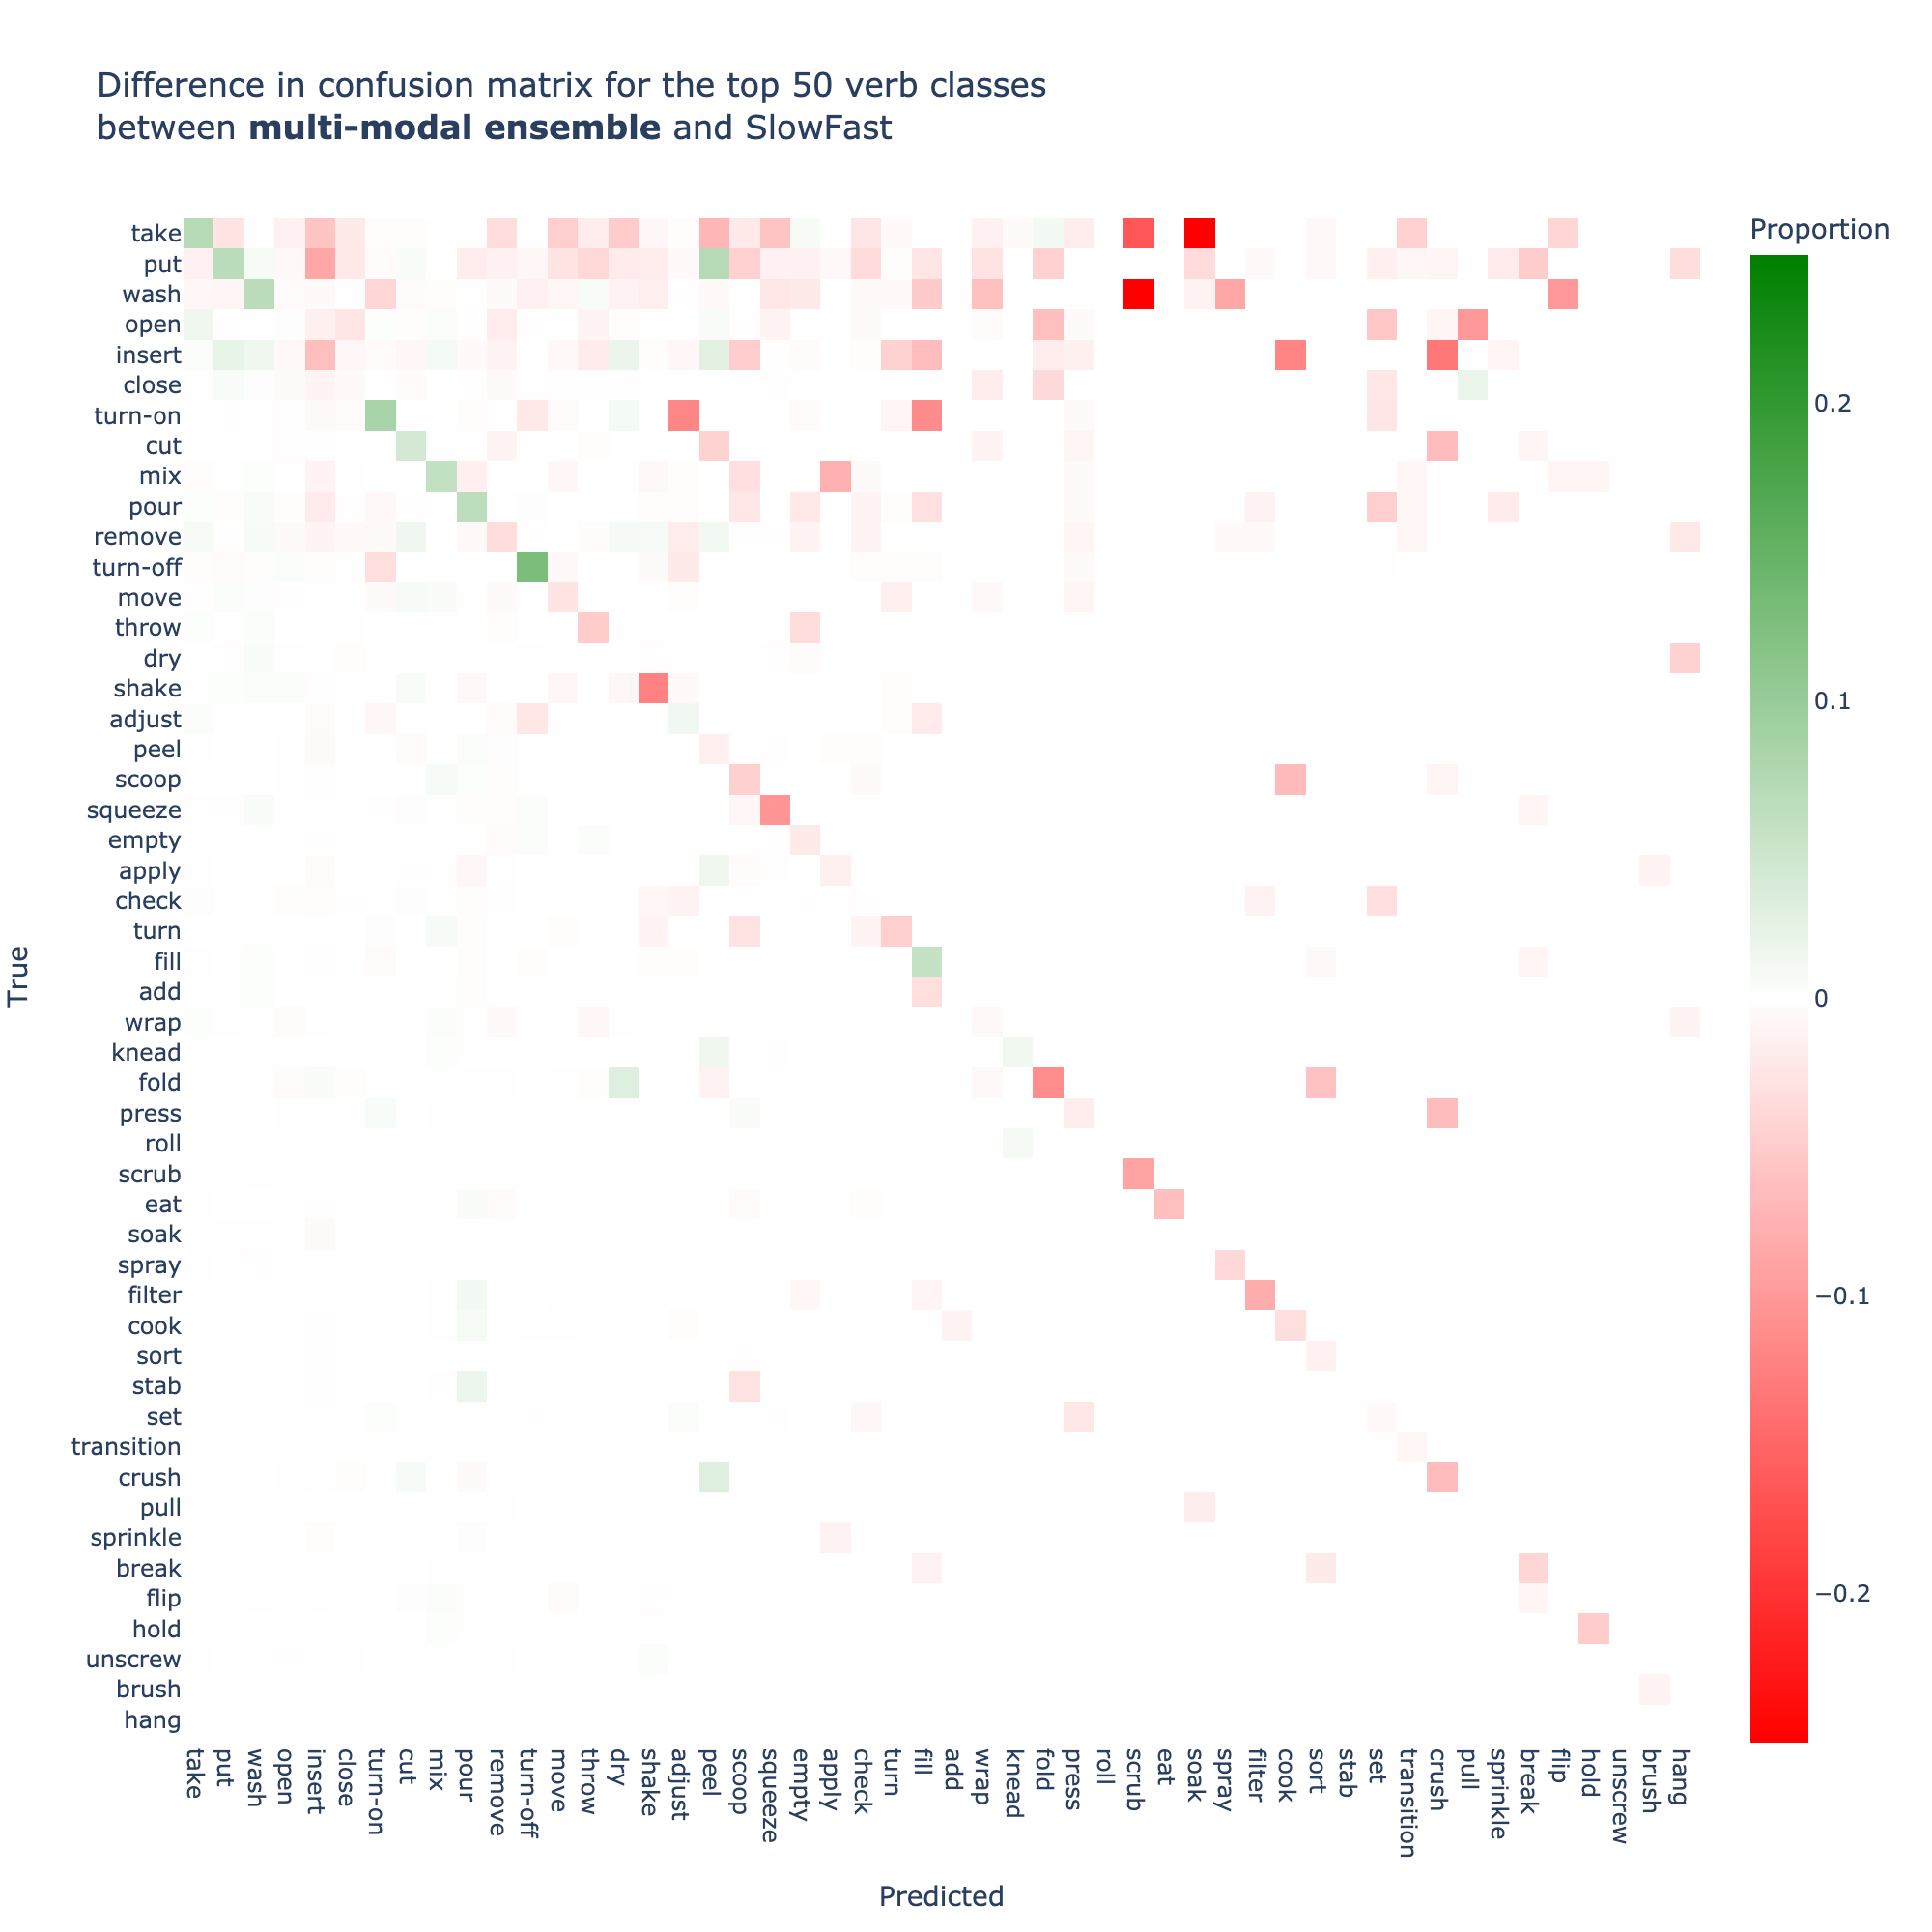 Difference in confusion matrix for the top 50 verb classes
between multi-modal ensemble and SlowFast
Proportion
take
put
wash
open
insert
close
turn-on
cut
mix
pour
remove
turn-off
move
throw
dry
shake
adjust
peel
scoop
squeeze
empty
apply
check
turn
fill
add
wrap
knead
fold
press
roll
scrub
eat
soak
spray
filter
cook
sort
stab
set
transition
crush
pull
sprinkle
break
flip
hold
unscrew
brush
hang
True
take
put
wash
open
insert
close
turn-on
cut
mix
pour
remove
turn-off
move
throw
dry
shake
adjust
peel
scoop
squeeze
empty
apply
check
turn
fill
add
wrap
knead
fold
press
roll
scrub
eat
soak
spray
filter
cook
sort
stab
set
transition
crush
pull
sprinkle
break
flip
hold
unscrew
brush
hang
Predicted
0.2
0.1
0
−0.1
−0.2